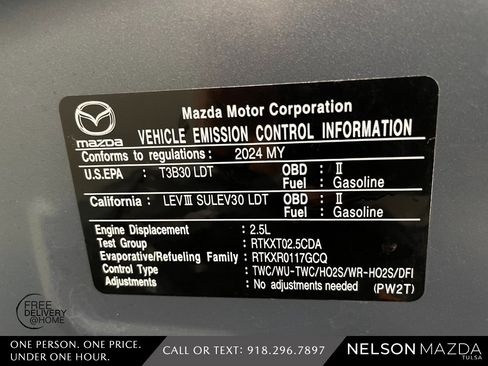 Mazda Motor Corporation
mazda
VEHICLE EMISSION CONTROL INFORMATION
Conforms to regulations : 2024 MY
U.S.EPA : T3B30 LDT OBD : II
Fuel : Gasoline
California : LEVⅢ SULEV30 LDT OBD : II
Fuel : Gasoline
Engine Displacement : 2.5L
Test Group : RTKXT02.5CDA
Evaporative/Refueling Family : RTKXR0117GCQ
Control Type : TWC/WU-TWC/HO2S/WR-HO2S/DFI
Adjustments : No adjustments needed (PW2T)
FREE
DELIVERY
@HOME
ONE PERSON. ONE PRICE.
UNDER ONE HOUR.
CALL OR TEXT: 918.296.7897
NELSON MAZDA
TULSA